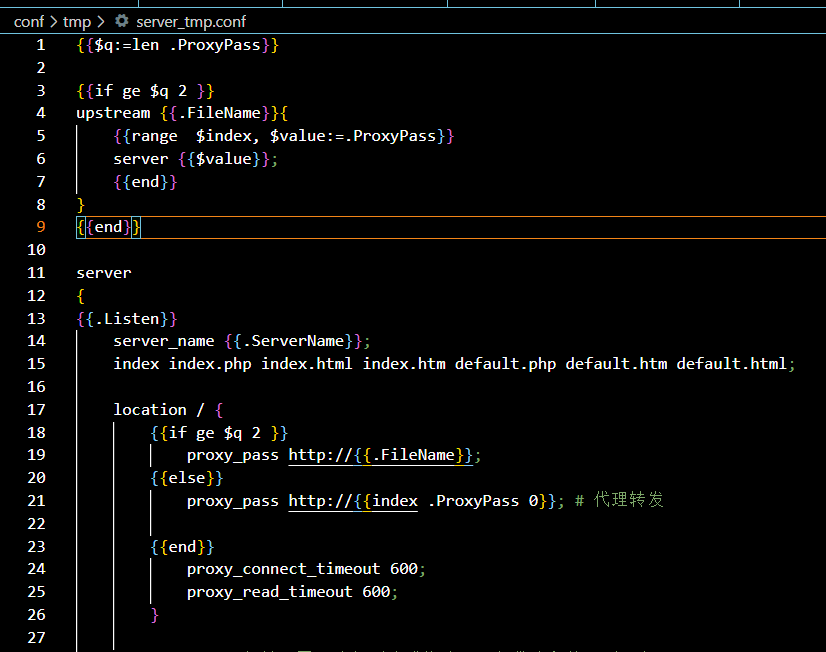 conf > tmp > server_tmp.conf
1 {{$q:=len .ProxyPass}}
2
3 {{if ge $q 2 }}
4 upstream {{.FileName}}{
5 {{range  $index, $value:=.ProxyPass}}
6 server {{$value}};
7 {{end}}
8 }
9 {{end}}
10
11 server
12 {
13 {{.Listen}}
14 server_name {{.ServerName}};
15 index index.php index.html index.htm default.php default.htm default.html;
16
17 location / {
18 {{if ge $q 2 }}
19 proxy_pass http://{{.FileName}};
20 {{else}}
21 proxy_pass http://{{index .ProxyPass 0}}; # 代理转发
22
23 {{end}}
24 proxy_connect_timeout 600;
25 proxy_read_timeout 600;
26 }
27